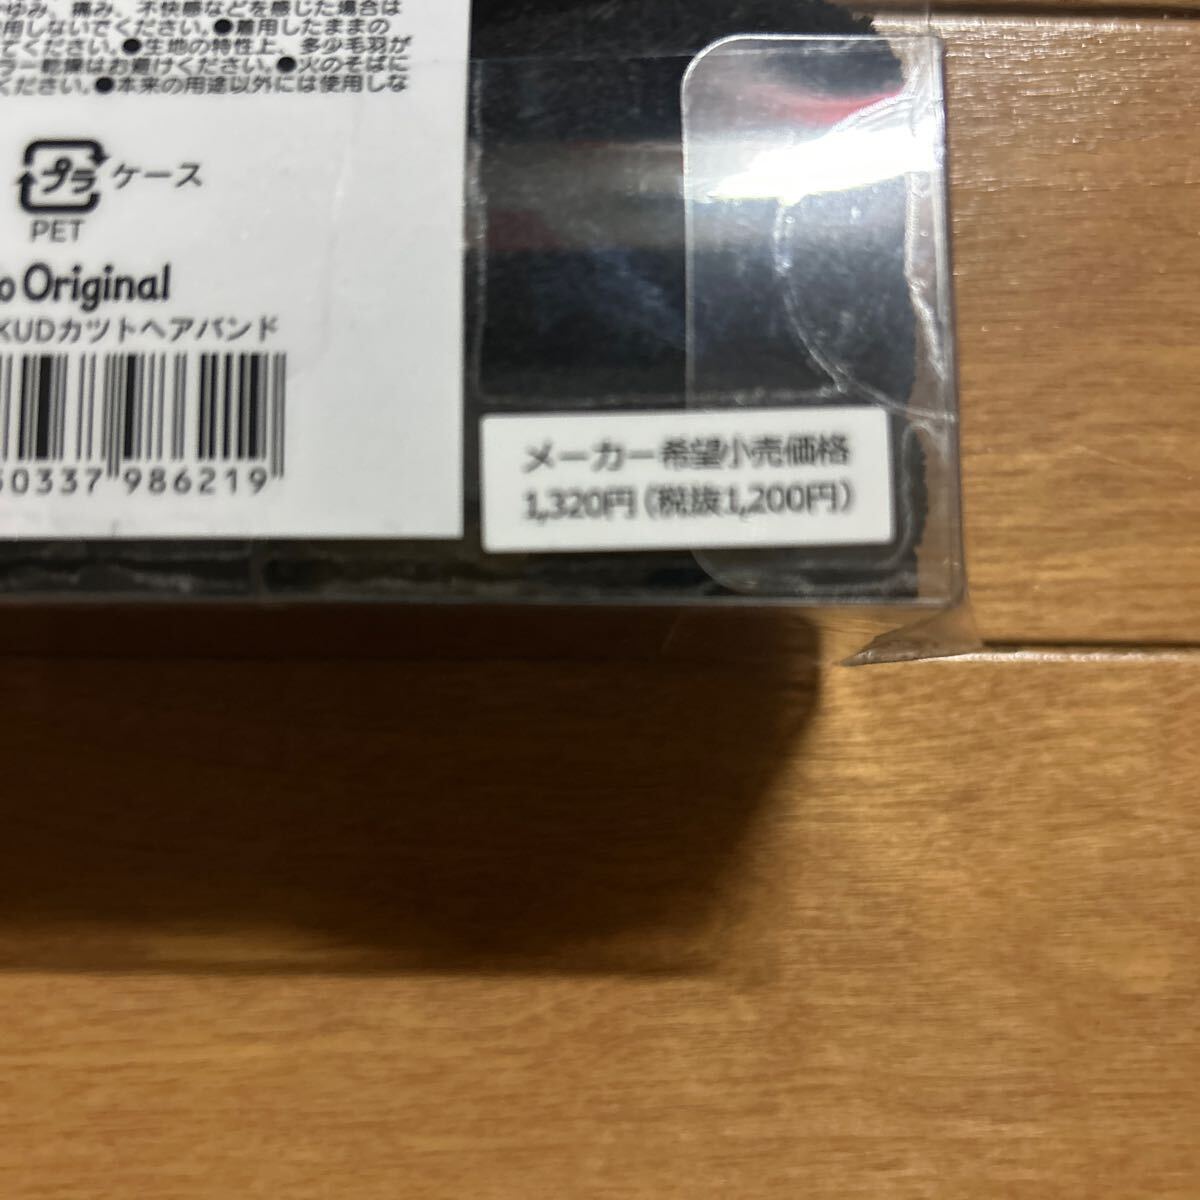 ゆみ、痛み、不快感などを感じた場合は
用しないでください。●着用したままの
てください。●生地の特性上、多少毛羽が
ラー乾燥はお避けください。●火のそばに
ください。●本来の用途以外には使用しな
プラ ケース
PET
o Original
KUDカツトヘアバンド
50337 986219
メーカー希望小売価格
1,320円(税抜1,200円)